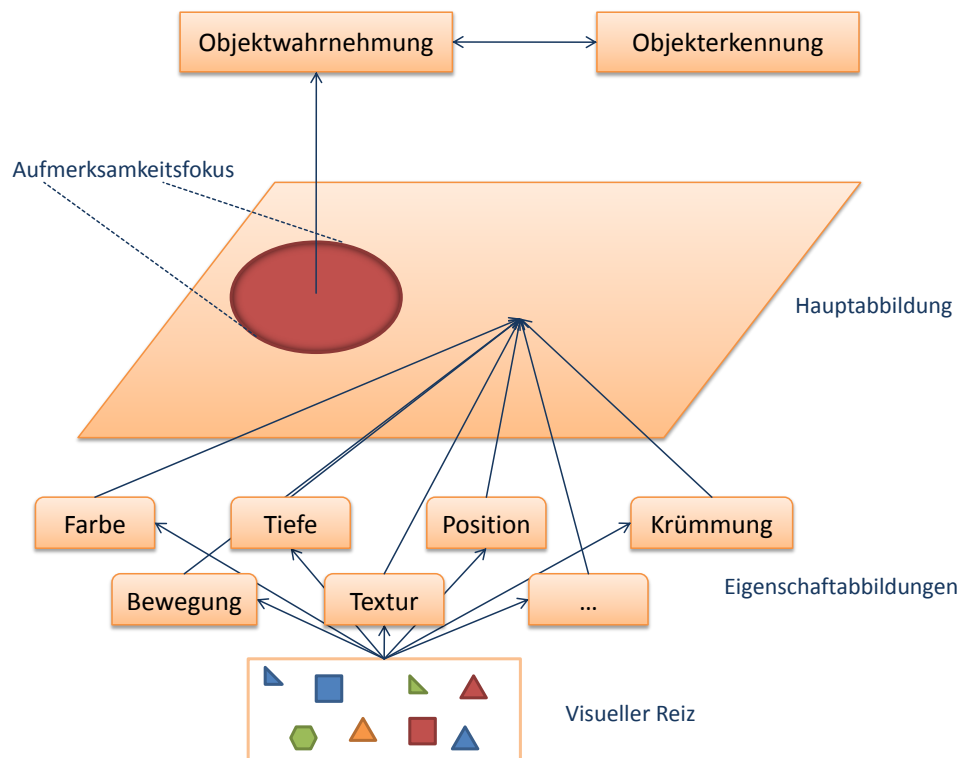 Objektwahrnehmung
Objekterkennung
Aufmerksamkeitsfokus
Hauptabbildung
Farbe
Tiefe
Position
Krümmung
Bewegung
Textur
...
Eigenschaftabbildungen
Visueller Reiz